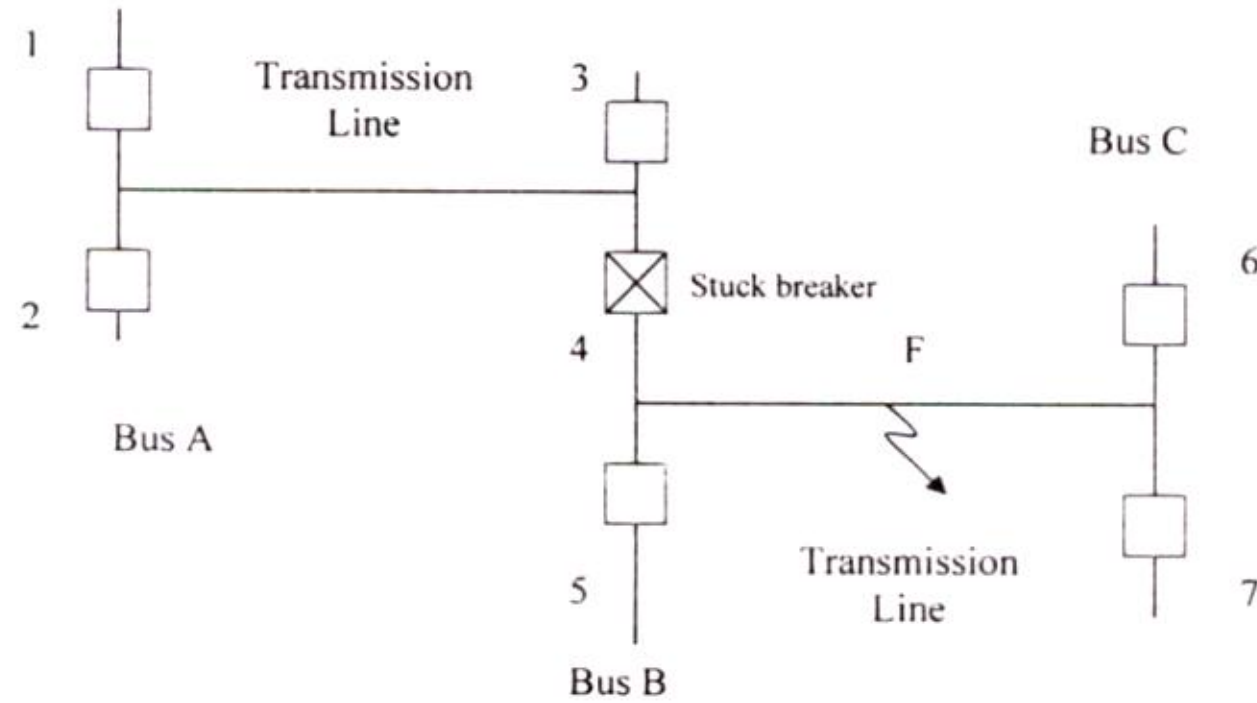 1
Transmission
Line
3
Bus C
6
Stuck breaker
2
4
F
Bus A
Transmission
Line
5
7
Bus B